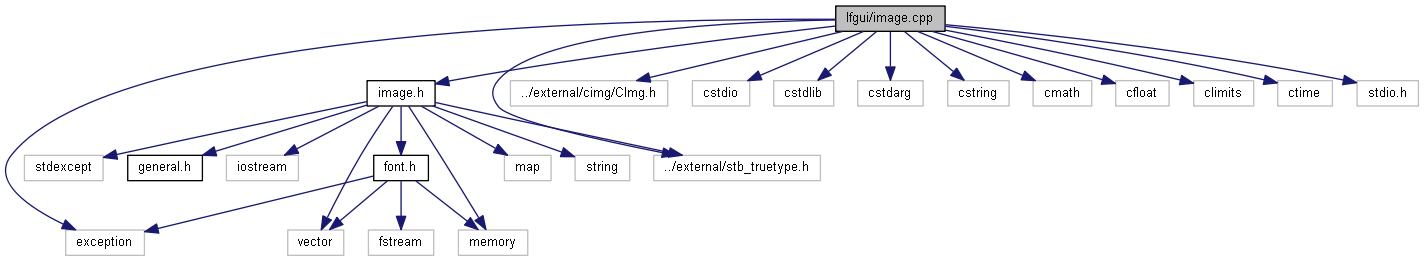 lfgui/image.cpp
image.h
../external/cimg/CImg.h
cstdio
cstdlib
cstdarg
cstring
cmath
cfloat
climits
ctime
stdio.h
stdexcept
general.h
iostream
font.h
map
string
../external/stb_truetype.h
exception
vector
fstream
memory